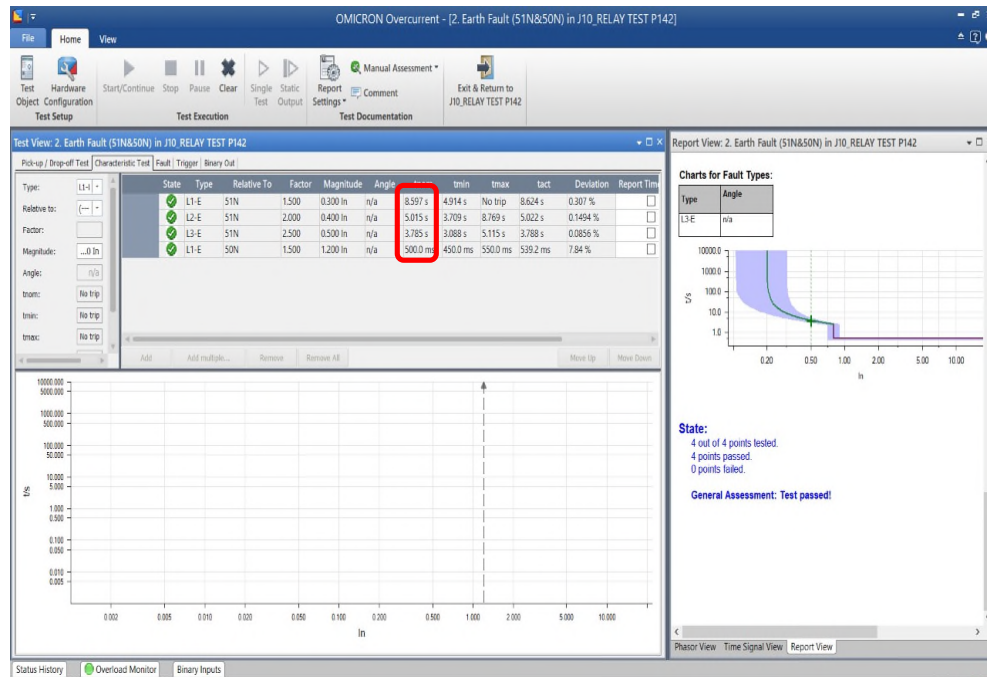 OMICRON Overcurrent - [2. Earth Fault (51N&50N) in J10_RELAY TEST P142]
File Home View
Test Object
Hardware Configuration
Start/Continue Stop Pause Clear
Single Test
Static Output
Report Settings
Manual Assessment
Comment
Exit & Return to J10_RELAY TEST P142
Test Setup Test Execution Test Documentation
Test View: 2. Earth Fault (51N&50N) in J10_RELAY TEST P142
Pick-up / Drop-off Test Characteristic Test Fault Trigger Binary Out
Type: L1-I
Relative to: (---
Factor:
Magnitude: ...0 In
Angle: n/a
tnom: No trip
tmin: No trip
tmax: No trip
State Type Relative To Factor Magnitude Angle tnom tmin tmax tact Deviation Report Time
L1-E 51N 1.500 0.300 In n/a 8.597 s 4.914 s No trip 8.624 s 0.307 %
L2-E 51N 2.000 0.400 In n/a 5.015 s 3.709 s 8.769 s 5.022 s 0.1494 %
L3-E 51N 2.500 0.500 In n/a 3.785 s 3.088 s 5.115 s 3.788 s 0.0856 %
L1-E 50N 1.500 1.200 In n/a 500.0 ms 450.0 ms 550.0 ms 539.2 ms 7.84 %
Add Add multiple... Remove Remove All Move Up Move Down
10000.000
5000.000
1000.000
500.000
100.000
50.000
10.000
5.000
1.000
0.500
0.100
0.050
0.010
0.005
t/s
0.002 0.005 0.010 0.020 0.050 0.100 0.200 0.500 1.000 2.000 5.000 10.000
In
Report View: 2. Earth Fault (51N&50N) in J10_RELAY TEST P142
Charts for Fault Types:
Type Angle
L3-E n/a
10000.0
1000.0
100.0
10.0
1.0
t/s
0.20 0.50 1.00 2.00 5.00 10.00
In
State:
4 out of 4 points tested.
4 points passed.
0 points failed.
General Assessment: Test passed!
Phasor View Time Signal View Report View
Status History Overload Monitor Binary Inputs